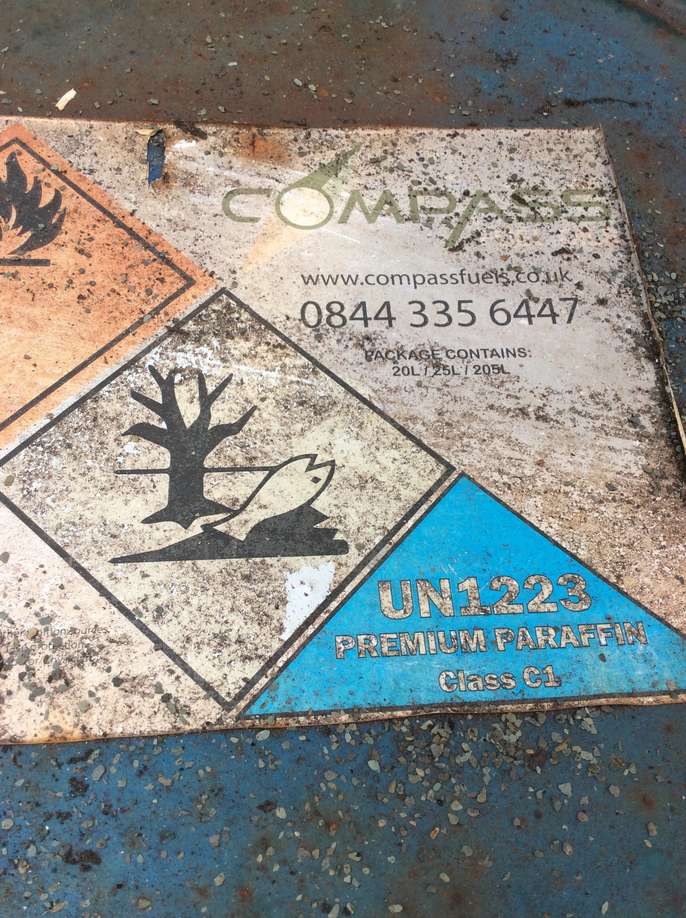 COMPASS
www.compassfuels.co.uk
0844 335 6447
PACKAGE CONTAINS:
20L / 25L / 205L
UN1223
PREMIUM PARAFFIN
Class C1